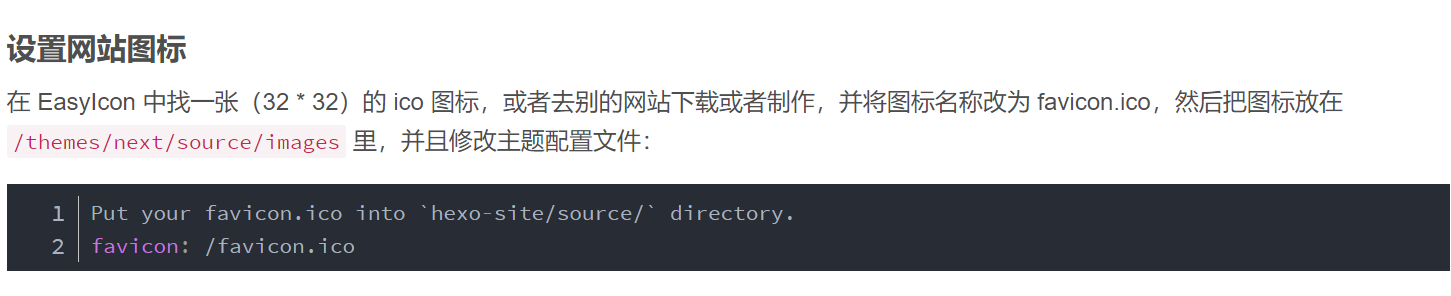 设置网站图标
在 EasyIcon 中找一张（32 * 32）的 ico 图标，或者去别的网站下载或者制作，并将图标名称改为 favicon.ico，然后把图标放在
/themes/next/source/images 里，并且修改主题配置文件：
1 Put your favicon.ico into `hexo-site/source/` directory.
2 favicon: /favicon.ico